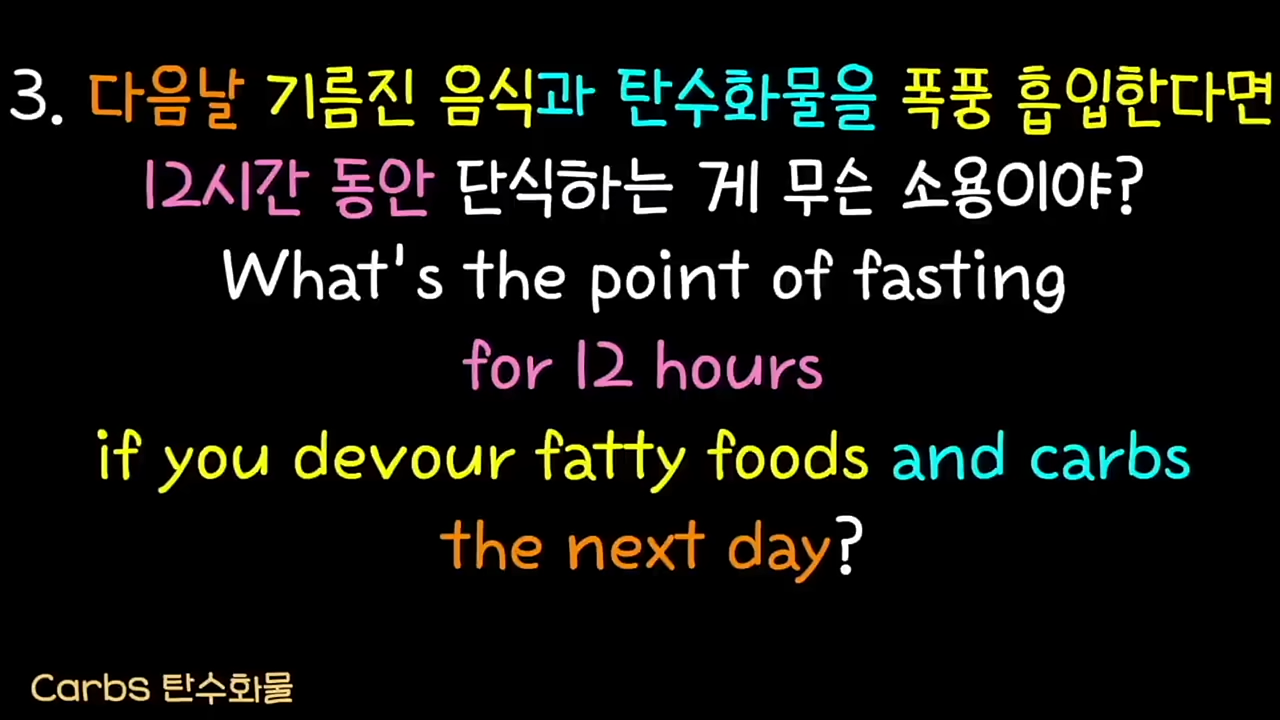 3. 다음날 기름진 음식과 탄수화물을 폭풍 흡입한다면
12시간 동안 단식하는 게 무슨 소용이야?
What's the point of fasting
for 12 hours
if you devour fatty foods and carbs
the next day?
Carbs 탄수화물